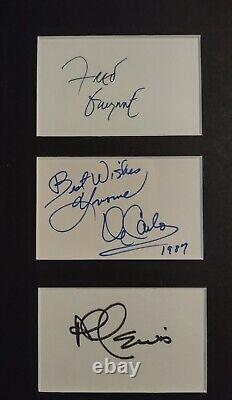 Fred
Gwynne
Best Wishes
Yvonne
De Carlo
1987
Al Lewis